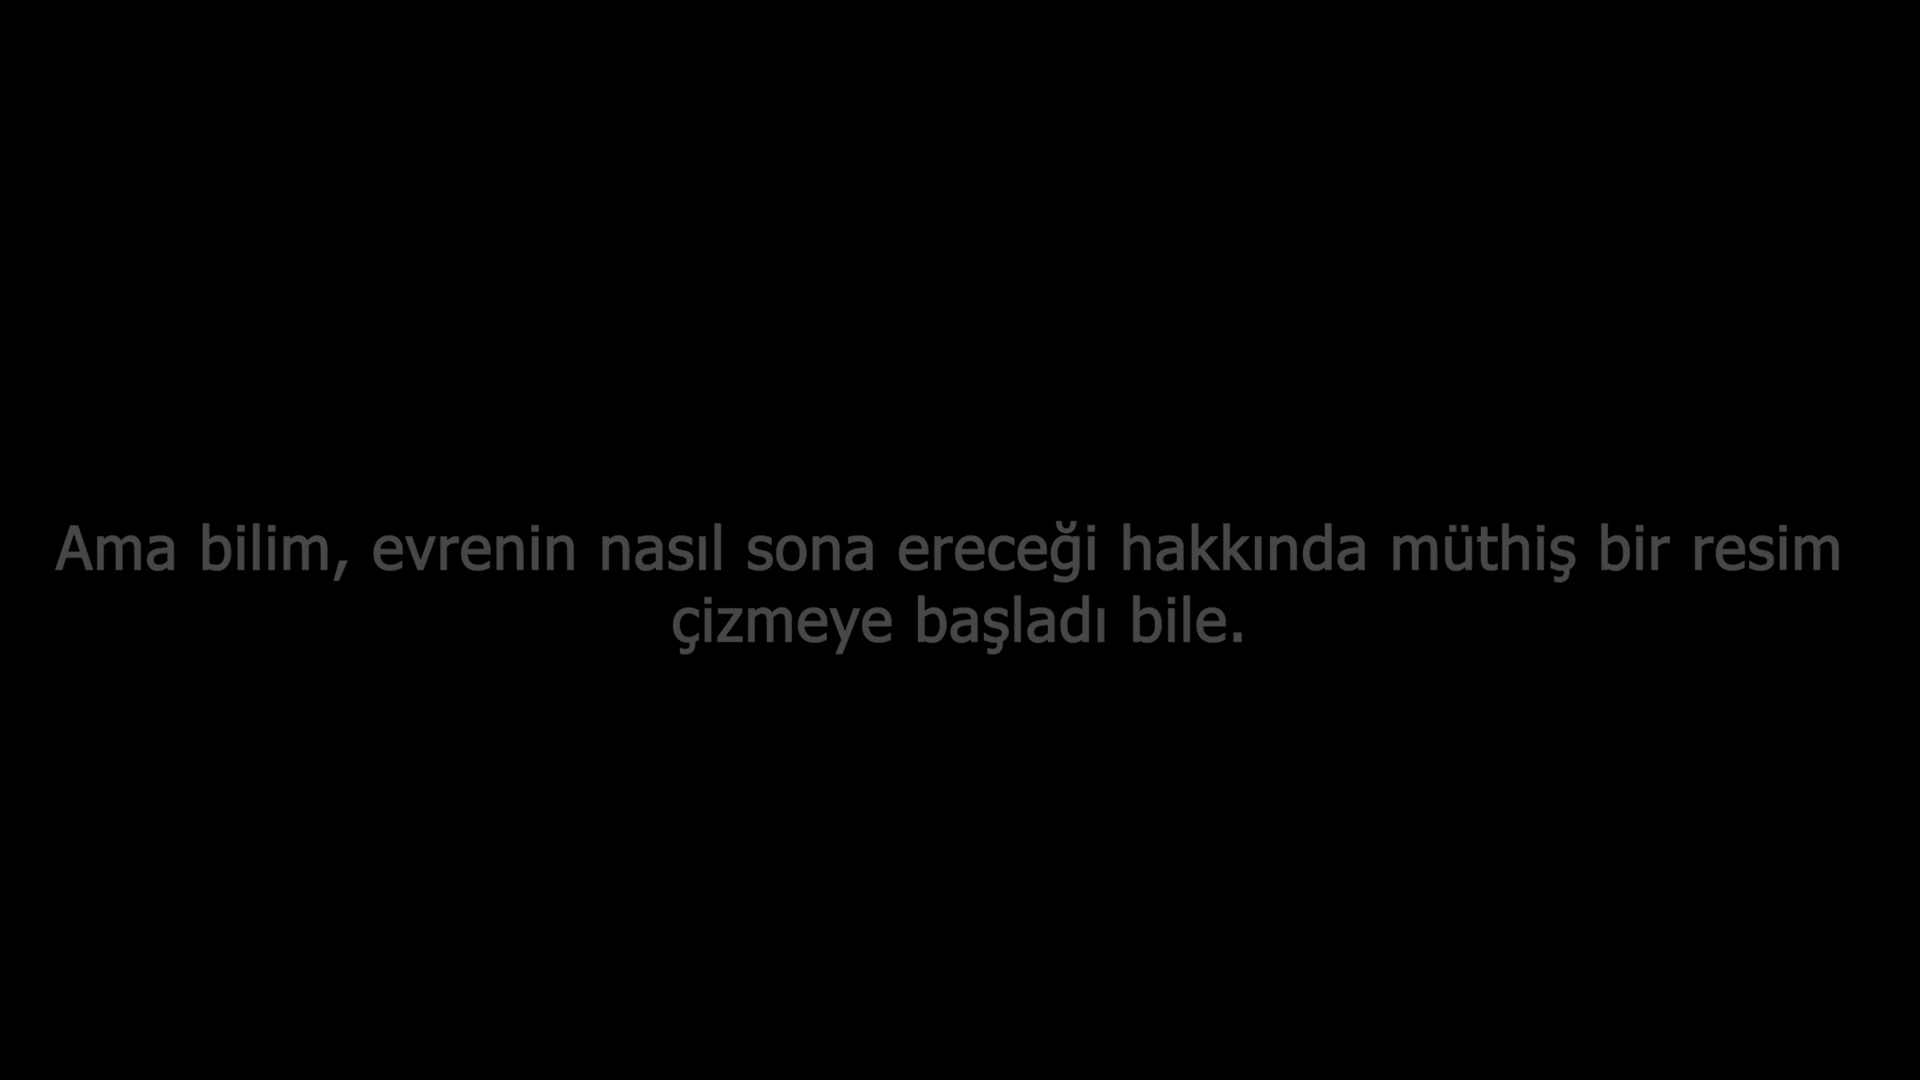 Ama bilim, evrenin nasıl sona ereceği hakkında müthiş bir resim
çizmeye başladı bile.